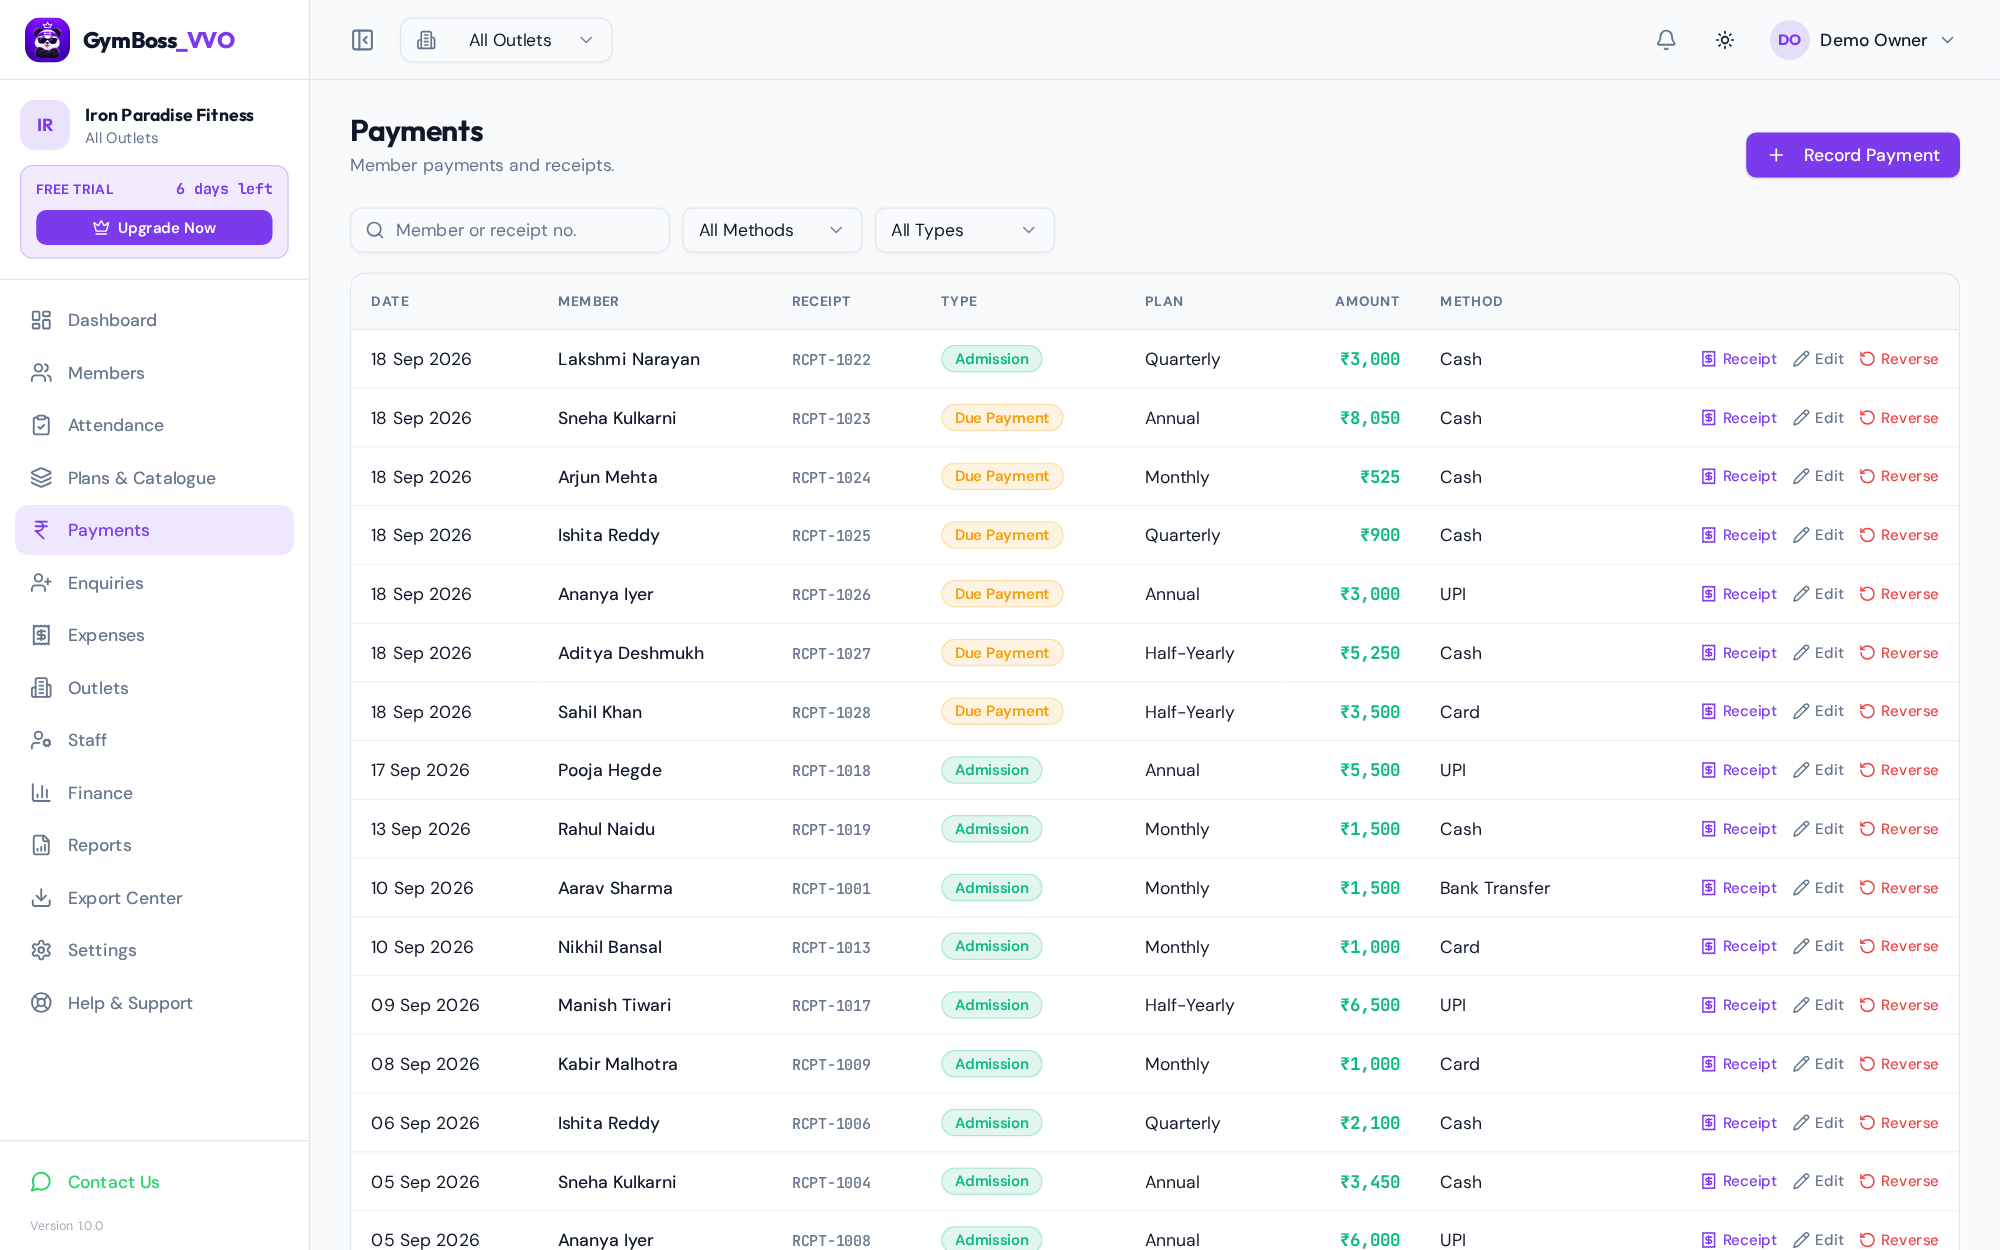 GymBoss_VVO
All Outlets
DO Demo Owner
IR Iron Paradise Fitness
All Outlets
FREE TRIAL 6 days left
Upgrade Now
Dashboard
Members
Attendance
Plans & Catalogue
Payments
Enquiries
Expenses
Outlets
Staff
Finance
Reports
Export Center
Settings
Help & Support
Contact Us
Version 1.0.0
Payments
Member payments and receipts.
Record Payment
Member or receipt no. All Methods All Types
DATE MEMBER RECEIPT TYPE PLAN AMOUNT METHOD
18 Sep 2026 Lakshmi Narayan RCPT-1022 Admission Quarterly ₹3,000 Cash Receipt Edit Reverse
18 Sep 2026 Sneha Kulkarni RCPT-1023 Due Payment Annual ₹8,050 Cash Receipt Edit Reverse
18 Sep 2026 Arjun Mehta RCPT-1024 Due Payment Monthly ₹525 Cash Receipt Edit Reverse
18 Sep 2026 Ishita Reddy RCPT-1025 Due Payment Quarterly ₹900 Cash Receipt Edit Reverse
18 Sep 2026 Ananya Iyer RCPT-1026 Due Payment Annual ₹3,000 UPI Receipt Edit Reverse
18 Sep 2026 Aditya Deshmukh RCPT-1027 Due Payment Half-Yearly ₹5,250 Cash Receipt Edit Reverse
18 Sep 2026 Sahil Khan RCPT-1028 Due Payment Half-Yearly ₹3,500 Card Receipt Edit Reverse
17 Sep 2026 Pooja Hegde RCPT-1018 Admission Annual ₹5,500 UPI Receipt Edit Reverse
13 Sep 2026 Rahul Naidu RCPT-1019 Admission Monthly ₹1,500 Cash Receipt Edit Reverse
10 Sep 2026 Aarav Sharma RCPT-1001 Admission Monthly ₹1,500 Bank Transfer Receipt Edit Reverse
10 Sep 2026 Nikhil Bansal RCPT-1013 Admission Monthly ₹1,000 Card Receipt Edit Reverse
09 Sep 2026 Manish Tiwari RCPT-1017 Admission Half-Yearly ₹6,500 UPI Receipt Edit Reverse
08 Sep 2026 Kabir Malhotra RCPT-1009 Admission Monthly ₹1,000 Card Receipt Edit Reverse
06 Sep 2026 Ishita Reddy RCPT-1006 Admission Quarterly ₹2,100 Cash Receipt Edit Reverse
05 Sep 2026 Sneha Kulkarni RCPT-1004 Admission Annual ₹3,450 Cash Receipt Edit Reverse
05 Sep 2026 Ananya Iyer RCPT-1008 Admission Annual ₹6,000 UPI Receipt Edit Reverse